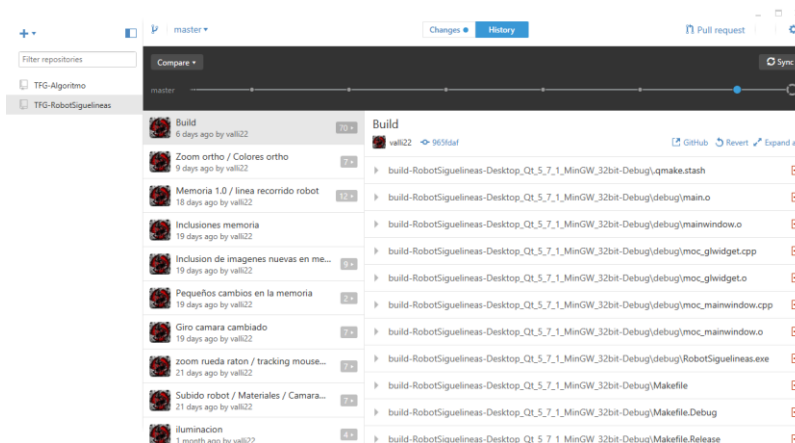 master
Changes
History
Pull request
Filter repositories
TFG-Algoritmo
TFG-RobotSiguelineas
Compare
Sync
master
Build
6 days ago by valli22
70
Zoom ortho / Colores ortho
9 days ago by valli22
7
Memoria 1.0 / linea recorrido robot
18 days ago by valli22
12
Inclusiones memoria
19 days ago by valli22
Inclusion de imagenes nuevas en me...
19 days ago by valli22
9
Pequeños cambios en la memoria
19 days ago by valli22
2
Giro camara cambiado
19 days ago by valli22
7
zoom rueda raton / tracking mouse...
21 days ago by valli22
7
Subido robot / Materiales / Camara...
21 days ago by valli22
7
iluminacion
1 month ago by valli22
4
Build
valli22 965fdaf
GitHub Revert Expand a
build-RobotSiguelineas-Desktop_Qt_5_7_1_MinGW_32bit-Debug\.qmake.stash
build-RobotSiguelineas-Desktop_Qt_5_7_1_MinGW_32bit-Debug\debug\main.o
build-RobotSiguelineas-Desktop_Qt_5_7_1_MinGW_32bit-Debug\debug\mainwindow.o
build-RobotSiguelineas-Desktop_Qt_5_7_1_MinGW_32bit-Debug\debug\moc_glwidget.cpp
build-RobotSiguelineas-Desktop_Qt_5_7_1_MinGW_32bit-Debug\debug\moc_glwidget.o
build-RobotSiguelineas-Desktop_Qt_5_7_1_MinGW_32bit-Debug\debug\moc_mainwindow.cpp
build-RobotSiguelineas-Desktop_Qt_5_7_1_MinGW_32bit-Debug\debug\moc_mainwindow.o
build-RobotSiguelineas-Desktop_Qt_5_7_1_MinGW_32bit-Debug\debug\RobotSiguelineas.exe
build-RobotSiguelineas-Desktop_Qt_5_7_1_MinGW_32bit-Debug\Makefile
build-RobotSiguelineas-Desktop_Qt_5_7_1_MinGW_32bit-Debug\Makefile.Debug
build-RobotSiguelineas-Desktop_Qt_5_7_1_MinGW_32bit-Debug\Makefile.Release